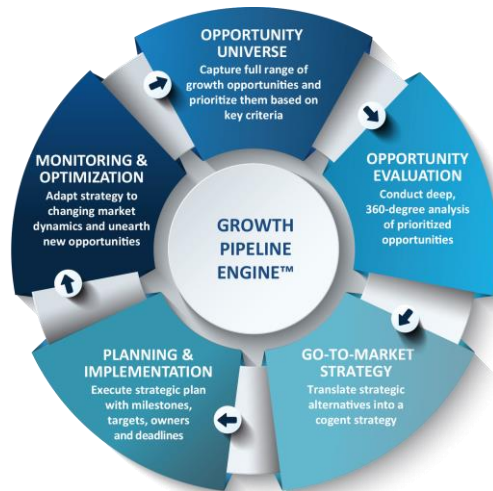 OPPORTUNITY
UNIVERSE
Capture full range of
growth opportunities and
prioritize them based on
key criteria
OPPORTUNITY
EVALUATION
Conduct deep,
360-degree analysis
of prioritized
opportunities
GO-TO-MARKET
STRATEGY
Translate strategic
alternatives into a
cogent strategy
PLANNING &
IMPLEMENTATION
Execute strategic plan
with milestones,
targets, owners
and deadlines
MONITORING &
OPTIMIZATION
Adapt strategy to
changing market
dynamics and unearth
new opportunities
GROWTH
PIPELINE
ENGINE™